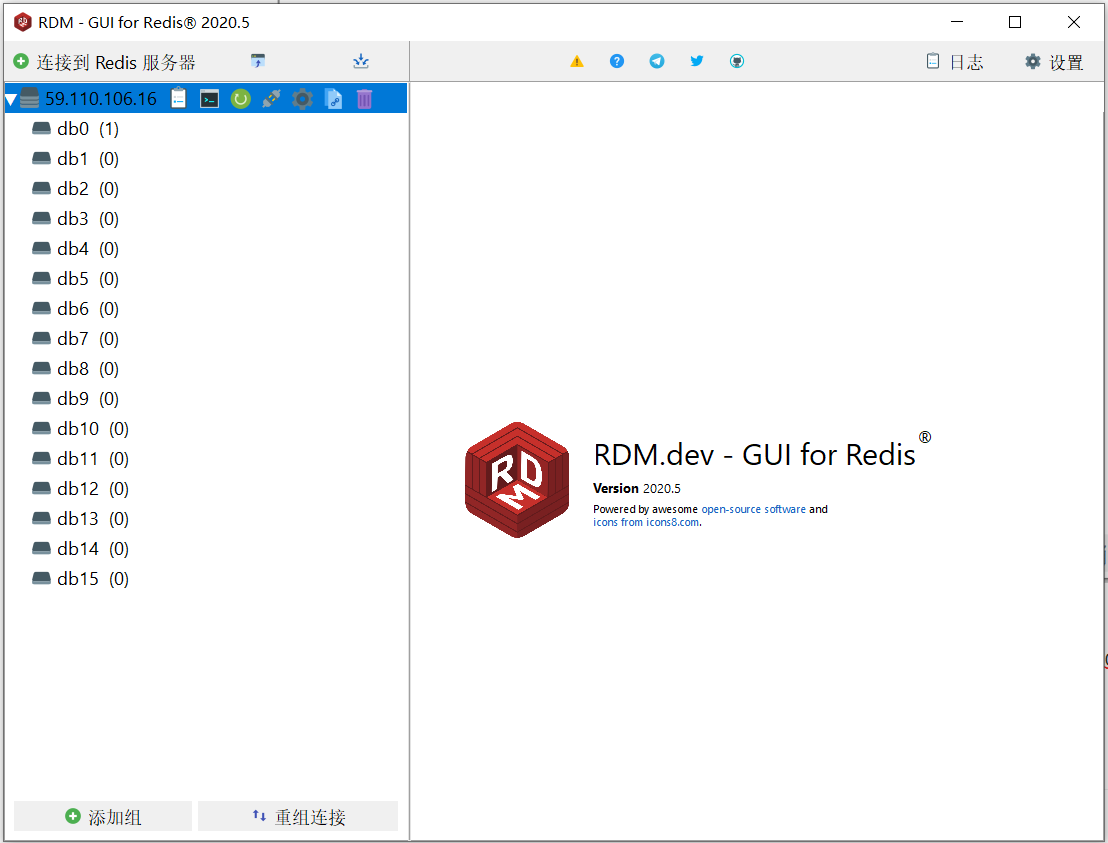 RDM - GUI for Redis® 2020.5
连接到 Redis 服务器
日志
设置
59.110.106.16
db0 (1)
db1 (0)
db2 (0)
db3 (0)
db4 (0)
db5 (0)
db6 (0)
db7 (0)
db8 (0)
db9 (0)
db10 (0)
db11 (0)
db12 (0)
db13 (0)
db14 (0)
db15 (0)
RDM
RDM.dev - GUI for Redis®
Version 2020.5
Powered by awesome open-source software and
icons from icons8.com.
添加组
重组连接